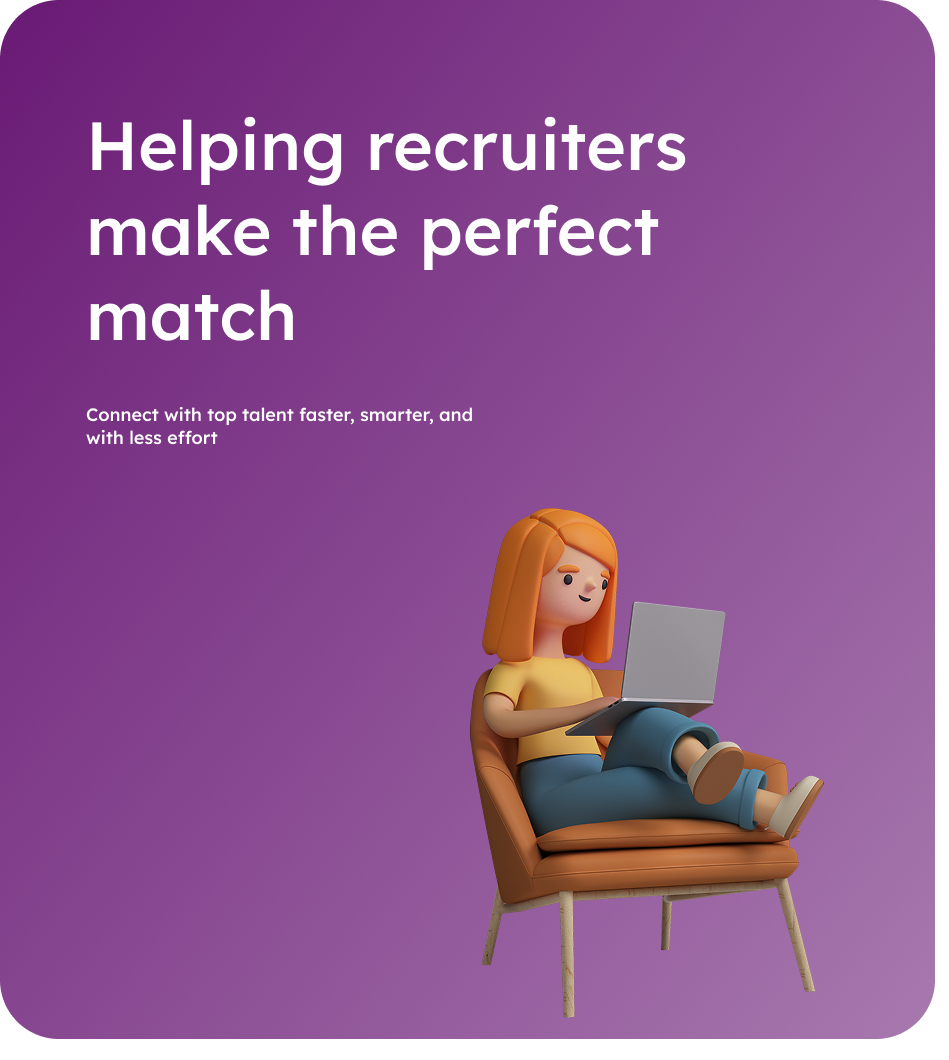 Helping recruiters
make the perfect
match
Connect with top talent faster, smarter, and
with less effort